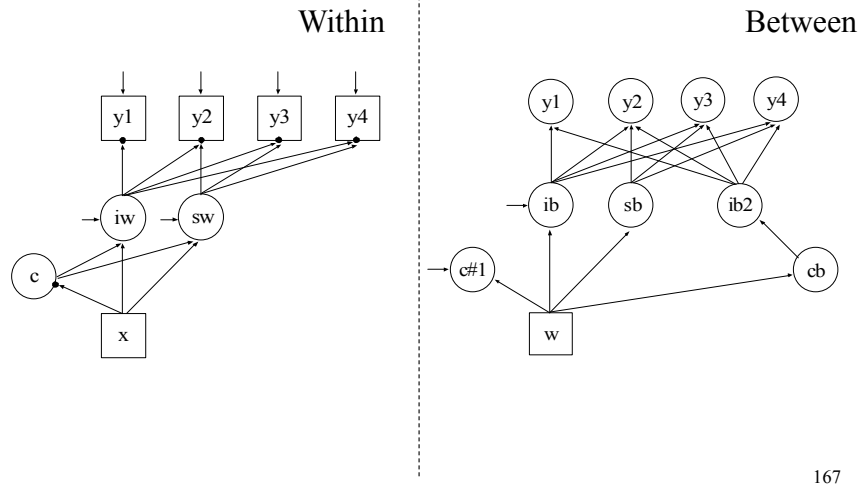 Within
Between
y1 y2 y3 y4
y1 y2 y3 y4
iw sw
ib sb ib2
c
c#1 cb
x
w
167